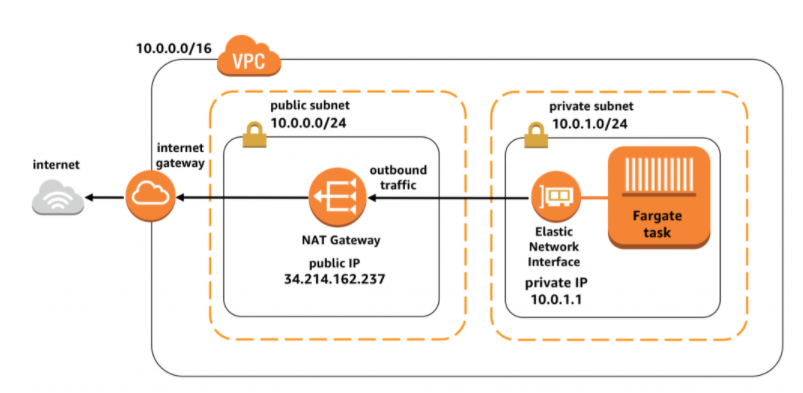 10.0.0.0/16
VPC
public subnet
10.0.0.0/24
private subnet
10.0.1.0/24
internet
internet
gateway
outbound
traffic
NAT Gateway
public IP
34.214.162.237
Elastic
Network
Interface
private IP
10.0.1.1
Fargate
task